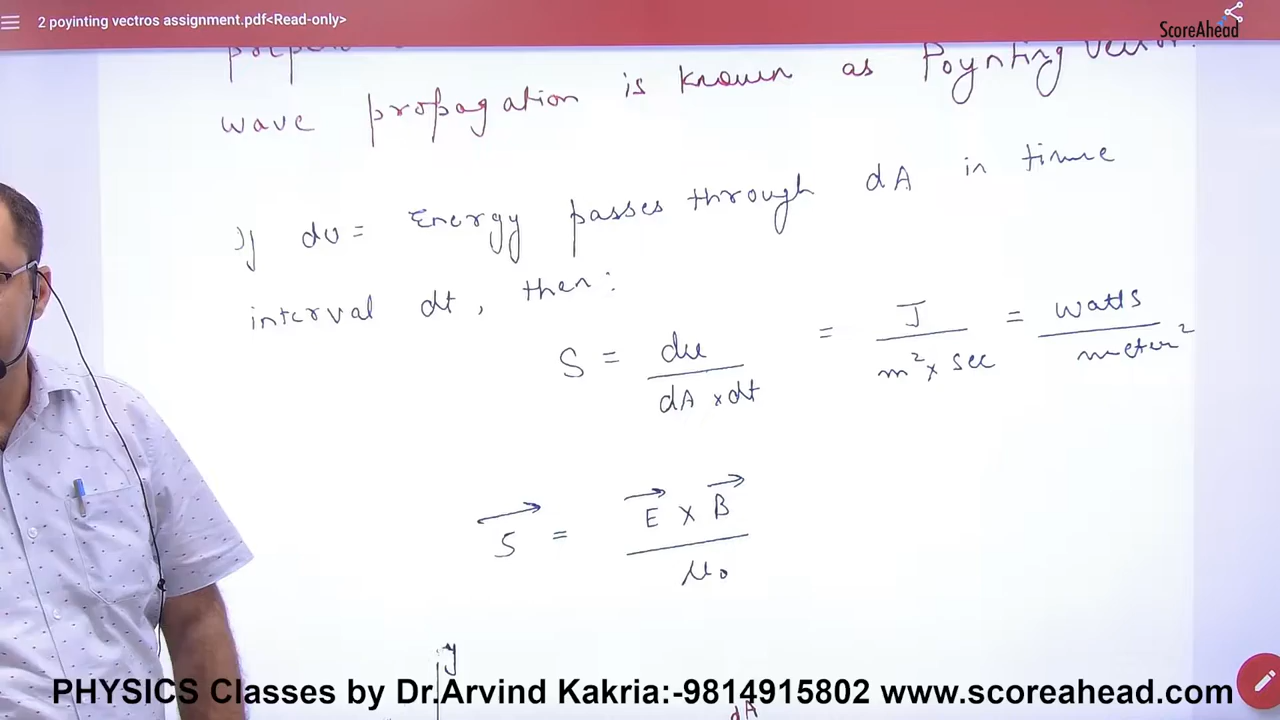 2 poyinting vectros assignment.pdf<Read-only>
ScoreAhead
wave propagation is known as Poynting vector.
If du = Energy passes through dA in time
interval dt, then:
S = du / dA × dt = J / m² × sec = watts / meter²
S⃗ = E⃗ × B⃗ / μ₀
y
dA
PHYSICS Classes by Dr.Arvind Kakria:-9814915802 www.scoreahead.com